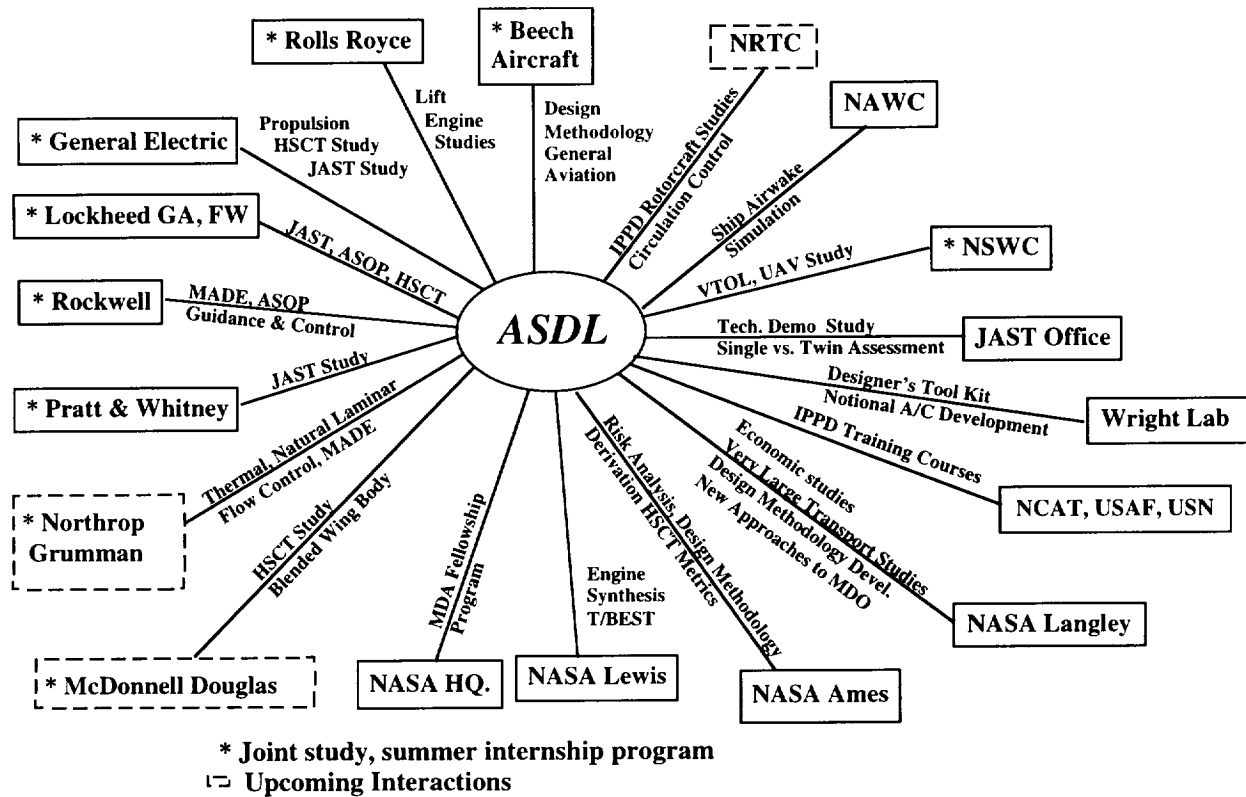 * Rolls Royce
* Beech
Aircraft
NRTC
NAWC
* General Electric
* Lockheed GA, FW
* Rockwell
* Pratt & Whitney
* Northrop
Grumman
* McDonnell Douglas
NASA HQ.
NASA Lewis
NASA Ames
NASA Langley
NCAT, USAF, USN
Wright Lab
JAST Office
* NSWC
ASDL
Lift
Engine
Studies
Design
Methodology
General
Aviation
IPPD Rotorcraft Studies
Circulation Control
Ship Airwake
Simulation
VTOL, UAV Study
Tech. Demo Study
Single vs. Twin Assessment
Designer's Tool Kit
Notional A/C Development
IPPD Training Courses
Economic studies
Very Large Transport Studies
Design Methodology Devel.
New Approaches to MDO
Risk Analysis, Design Methodology
Derivation HSCT Metrics
Engine
Synthesis
T/BEST
MDA Fellowship
Program
HSCT Study
Blended Wing Body
Thermal, Natural Laminar
Flow Control, MADE
JAST Study
MADE, ASOP
Guidance & Control
JAST, ASOP, HSCT
Propulsion
HSCT Study
JAST Study
* Joint study, summer internship program
Upcoming Interactions